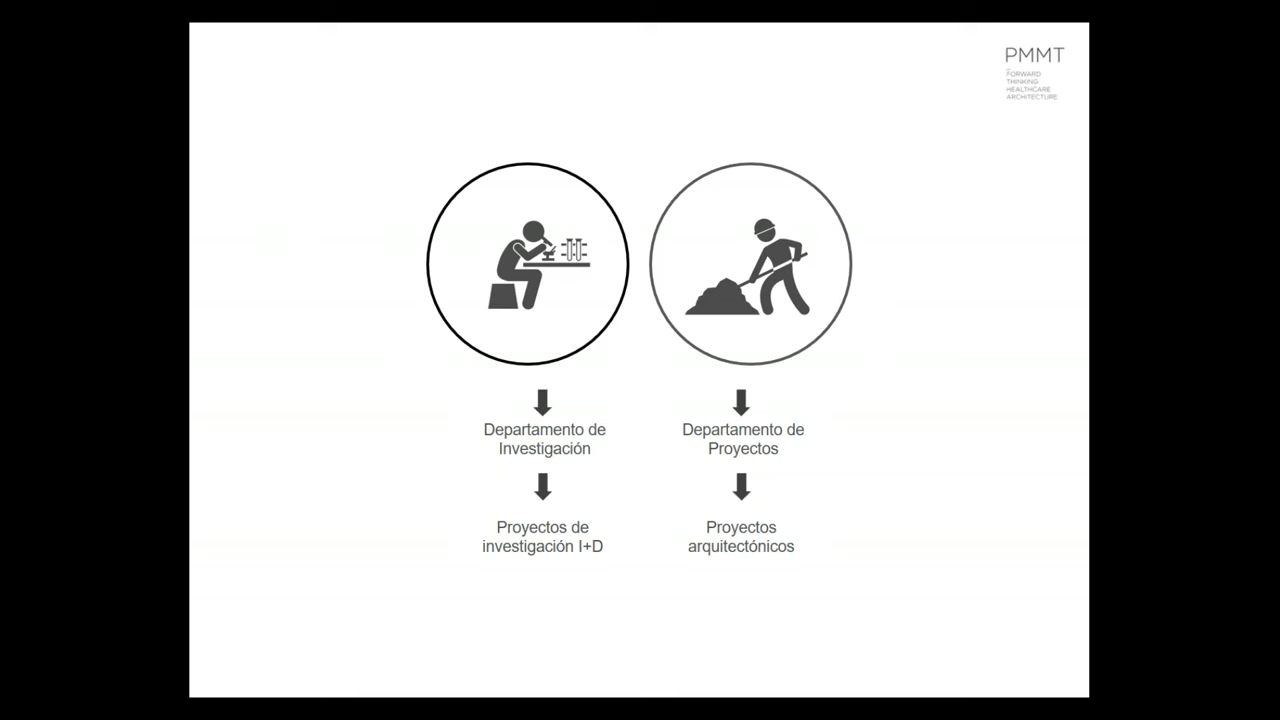 PMMT
FORWARD
THINKING
HEALTHCARE
ARCHITECTURE
Departamento de
Investigación
Departamento de
Proyectos
Proyectos de
investigación I+D
Proyectos
arquitectónicos